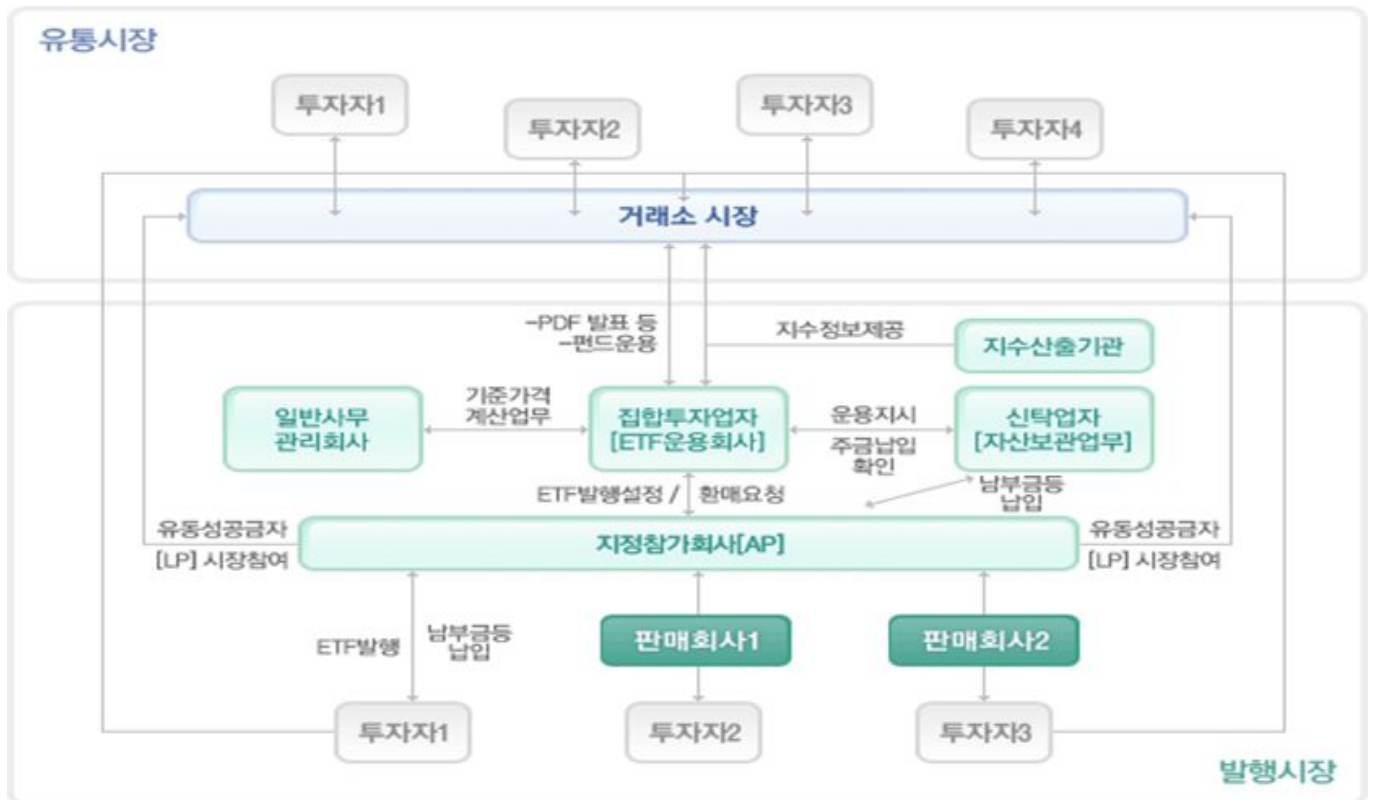 유통시장
투자자1
투자자2
투자자3
투자자4
거래소 시장
-PDF 발표 등
-펀드운용
지수정보제공
지수산출기관
일반사무
관리회사
기준가격
계산업무
집합투자업자
[ETF운용회사]
운용지시
주금납입
확인
신탁업자
[자산보관업무]
ETF발행설정 / 환매요청
남부금등
납입
유동성공급자
[LP] 시장참여
지정참가회사[AP]
유동성공급자
[LP] 시장참여
ETF발행
남부금등
납입
판매회사1
판매회사2
투자자1
투자자2
투자자3
발행시장